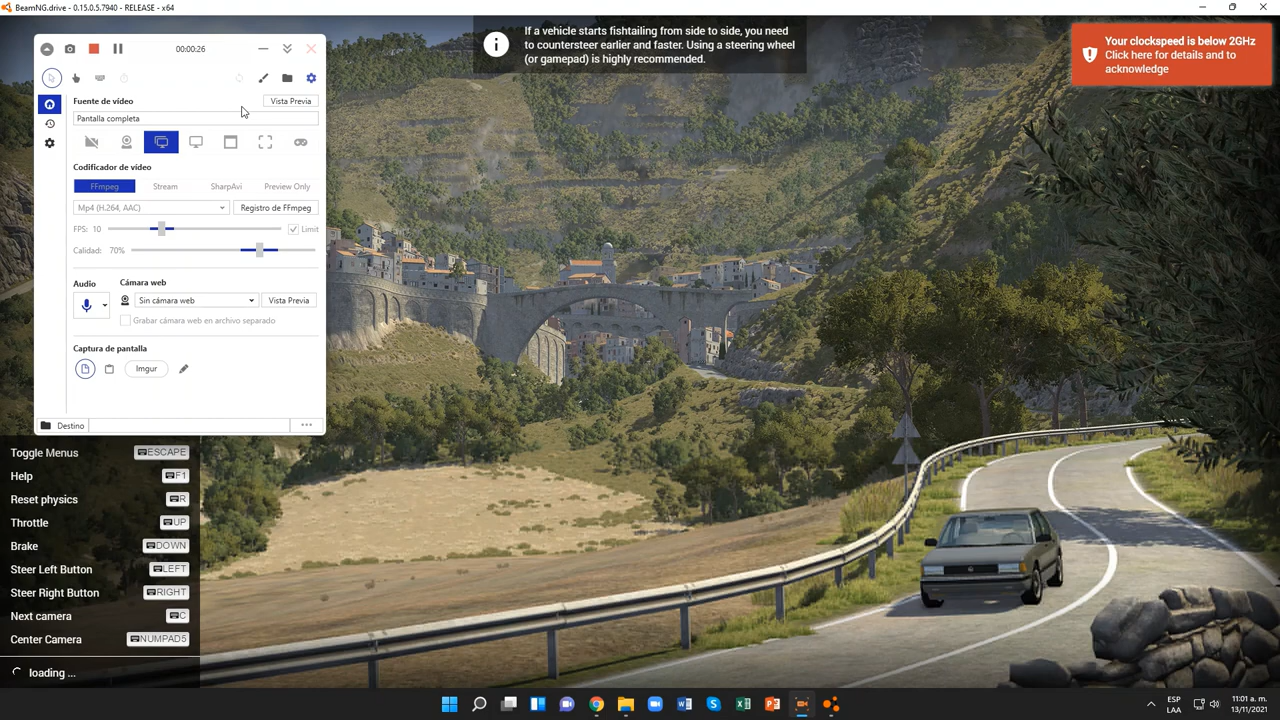 BeamNG.drive - 0.15.0.5.7940 - RELEASE - x64
00:00:26
Fuente de vídeo
Vista Previa
Pantalla completa
Codificador de vídeo
FFmpeg
Stream
SharpAvi
Preview Only
Mp4 (H.264, AAC)
Registro de FFmpeg
FPS: 10
Limit
Calidad: 70%
Audio
Cámara web
Sin cámara web
Vista Previa
Grabar cámara web en archivo separado
Captura de pantalla
Imgur
Destino
If a vehicle starts fishtailing from side to side, you
need to countersteer earlier and faster. Using a steering wheel
(or gamepad) is highly recommended.
Your clockspeed is below 2GHz
Click here for details and to
acknowledge
Toggle Menus ESCAPE
Help F1
Reset physics R
Throttle UP
Brake DOWN
Steer Left Button LEFT
Steer Right Button RIGHT
Next camera C
Center Camera NUMPAD5
loading ...
ESP
LAA
11:01 a. m.
13/11/2021